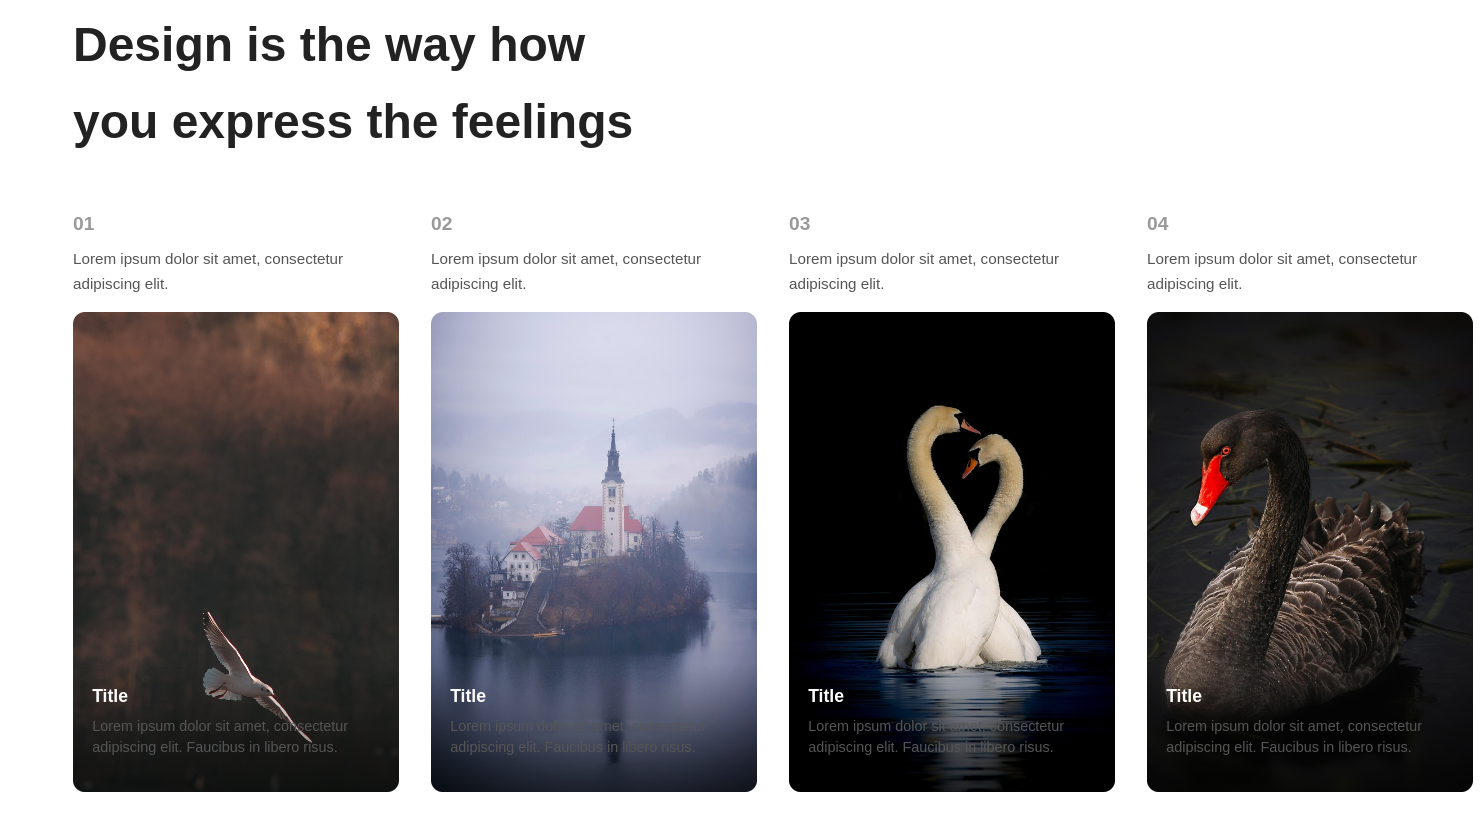 Design is the way how
you express the feelings
01
Lorem ipsum dolor sit amet, consectetur
adipiscing elit.
Title
Lorem ipsum dolor sit amet, consectetur
adipiscing elit. Faucibus in libero risus.
02
Lorem ipsum dolor sit amet, consectetur
adipiscing elit.
Title
Lorem ipsum dolor sit amet, consectetur
adipiscing elit. Faucibus in libero risus.
03
Lorem ipsum dolor sit amet, consectetur
adipiscing elit.
Title
Lorem ipsum dolor sit amet, consectetur
adipiscing elit. Faucibus in libero risus.
04
Lorem ipsum dolor sit amet, consectetur
adipiscing elit.
Title
Lorem ipsum dolor sit amet, consectetur
adipiscing elit. Faucibus in libero risus.